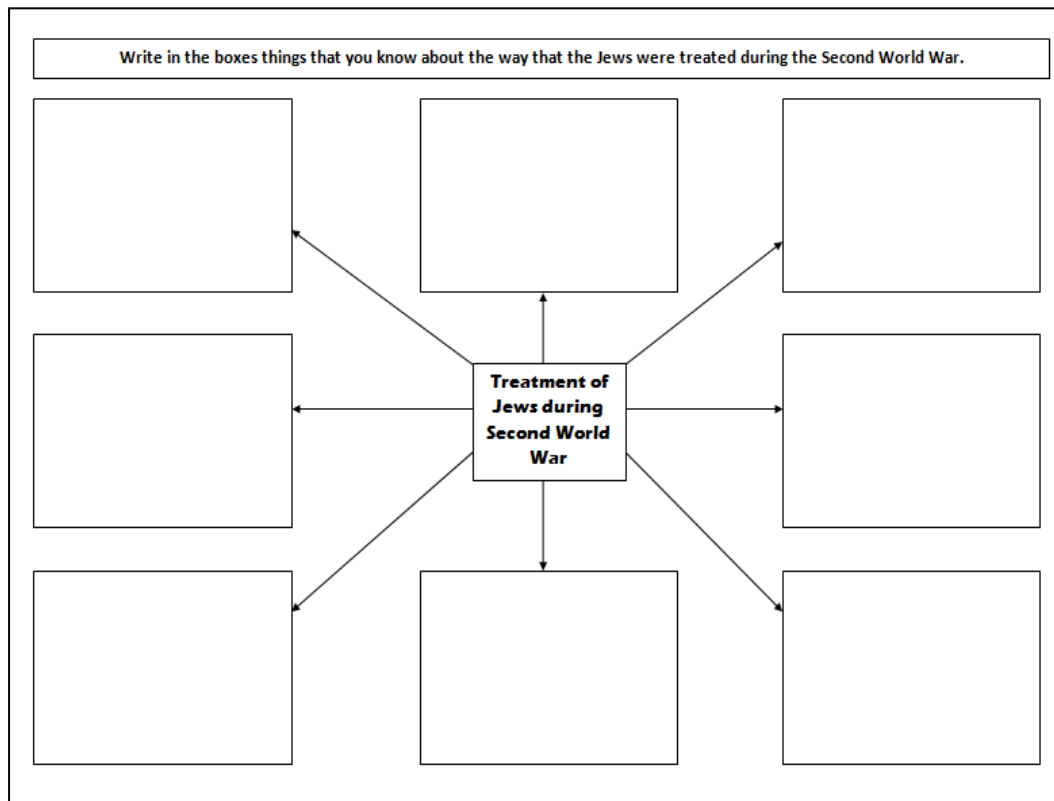 Write in the boxes things that you know about the way that the Jews were treated during the Second World War.
Treatment of
Jews during
Second World
War